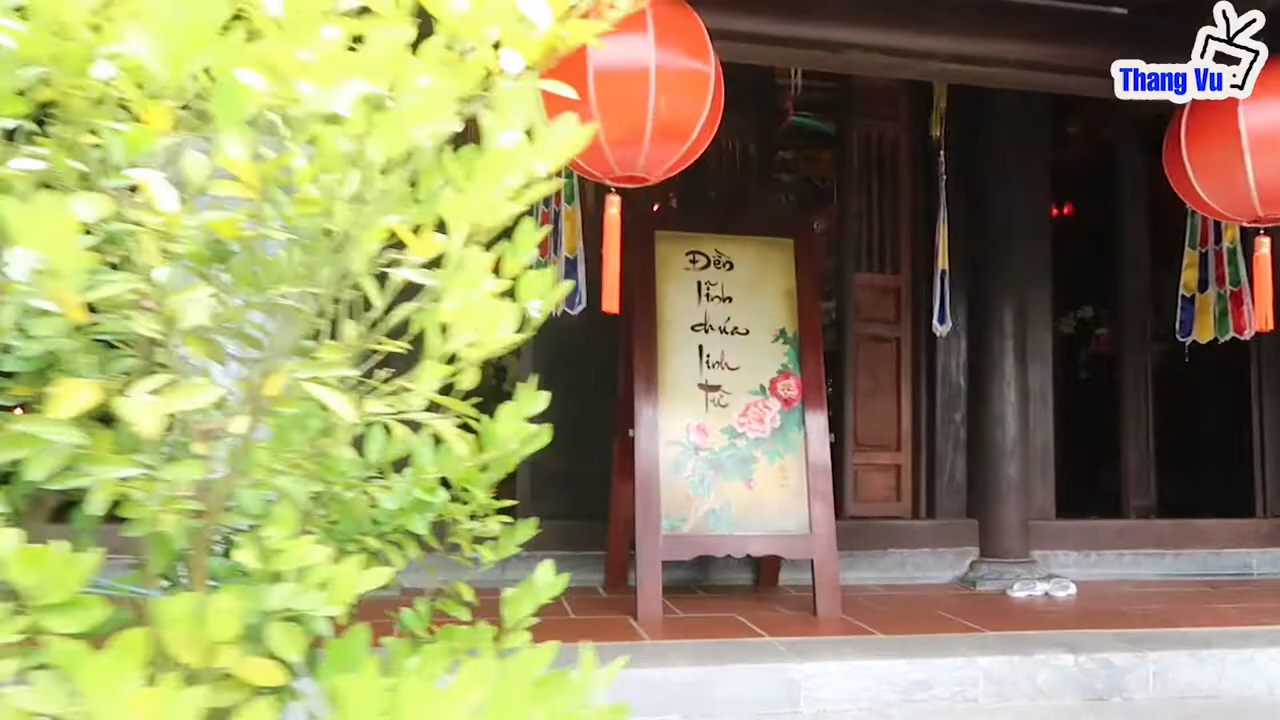 Thang Vu
Đền
lĩnh
chúa
linh
từ